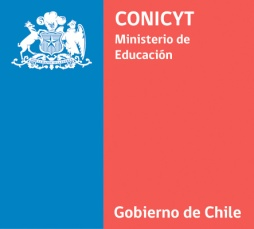 CONICYT
Ministerio de
Educación
Gobierno de Chile